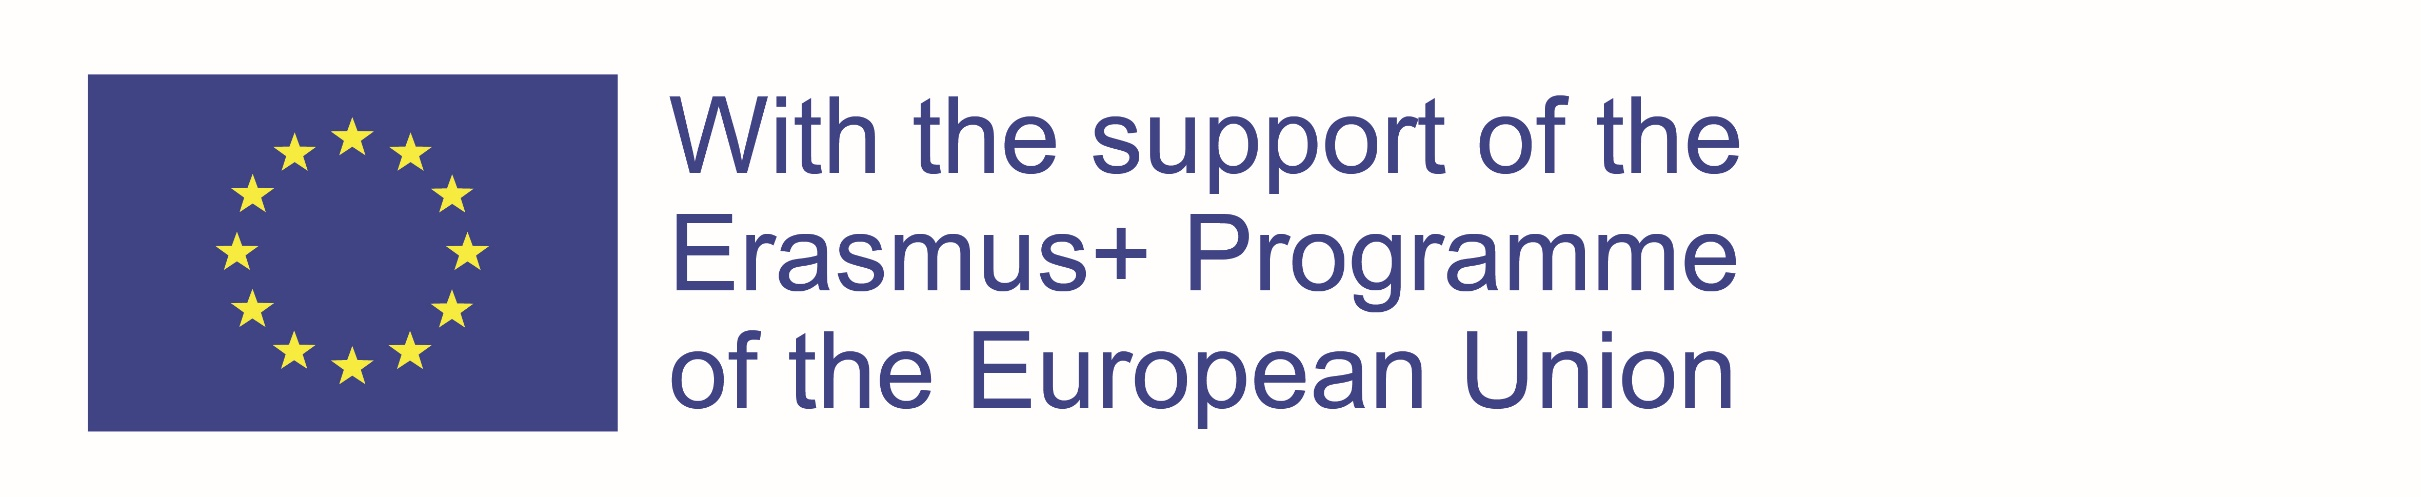 With the support of the
Erasmus+ Programme
of the European Union